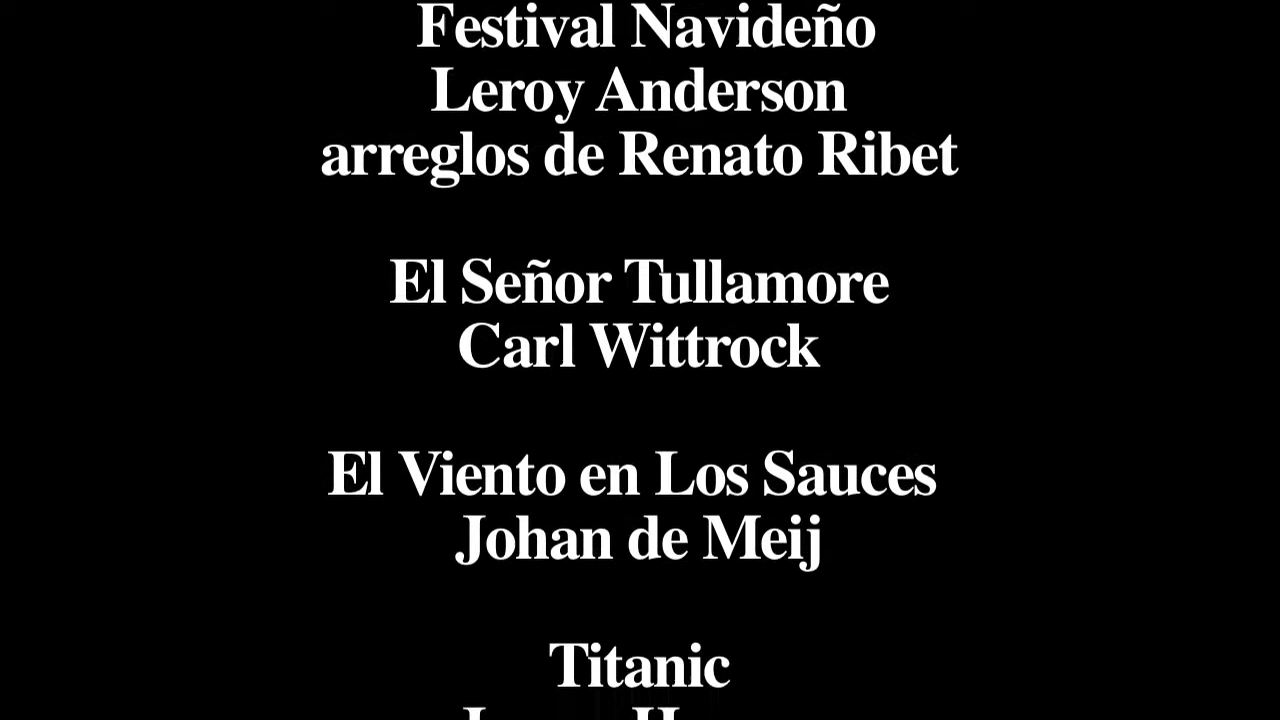 Festival Navideño
Leroy Anderson
arreglos de Renato Ribet
El Señor Tullamore
Carl Wittrock
El Viento en Los Sauces
Johan de Meij
Titanic